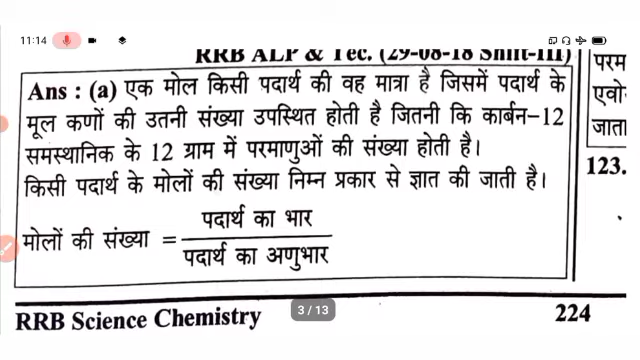 11:14
RRB ALP & Tec. (29-08-18 Shift-III)
Ans : (a) एक मोल किसी पदार्थ की वह मात्रा है जिसमें पदार्थ के
मूल कणों की उतनी संख्या उपस्थित होती है जितनी कि कार्बन-12
समस्थानिक के 12 ग्राम में परमाणुओं की संख्या होती है।
किसी पदार्थ के मोलों की संख्या निम्न प्रकार से ज्ञात की जाती है।
मोलों की संख्या = पदार्थ का भार
पदार्थ का अणुभार
RRB Science Chemistry
3 / 13
224
एवो
जाता
123.